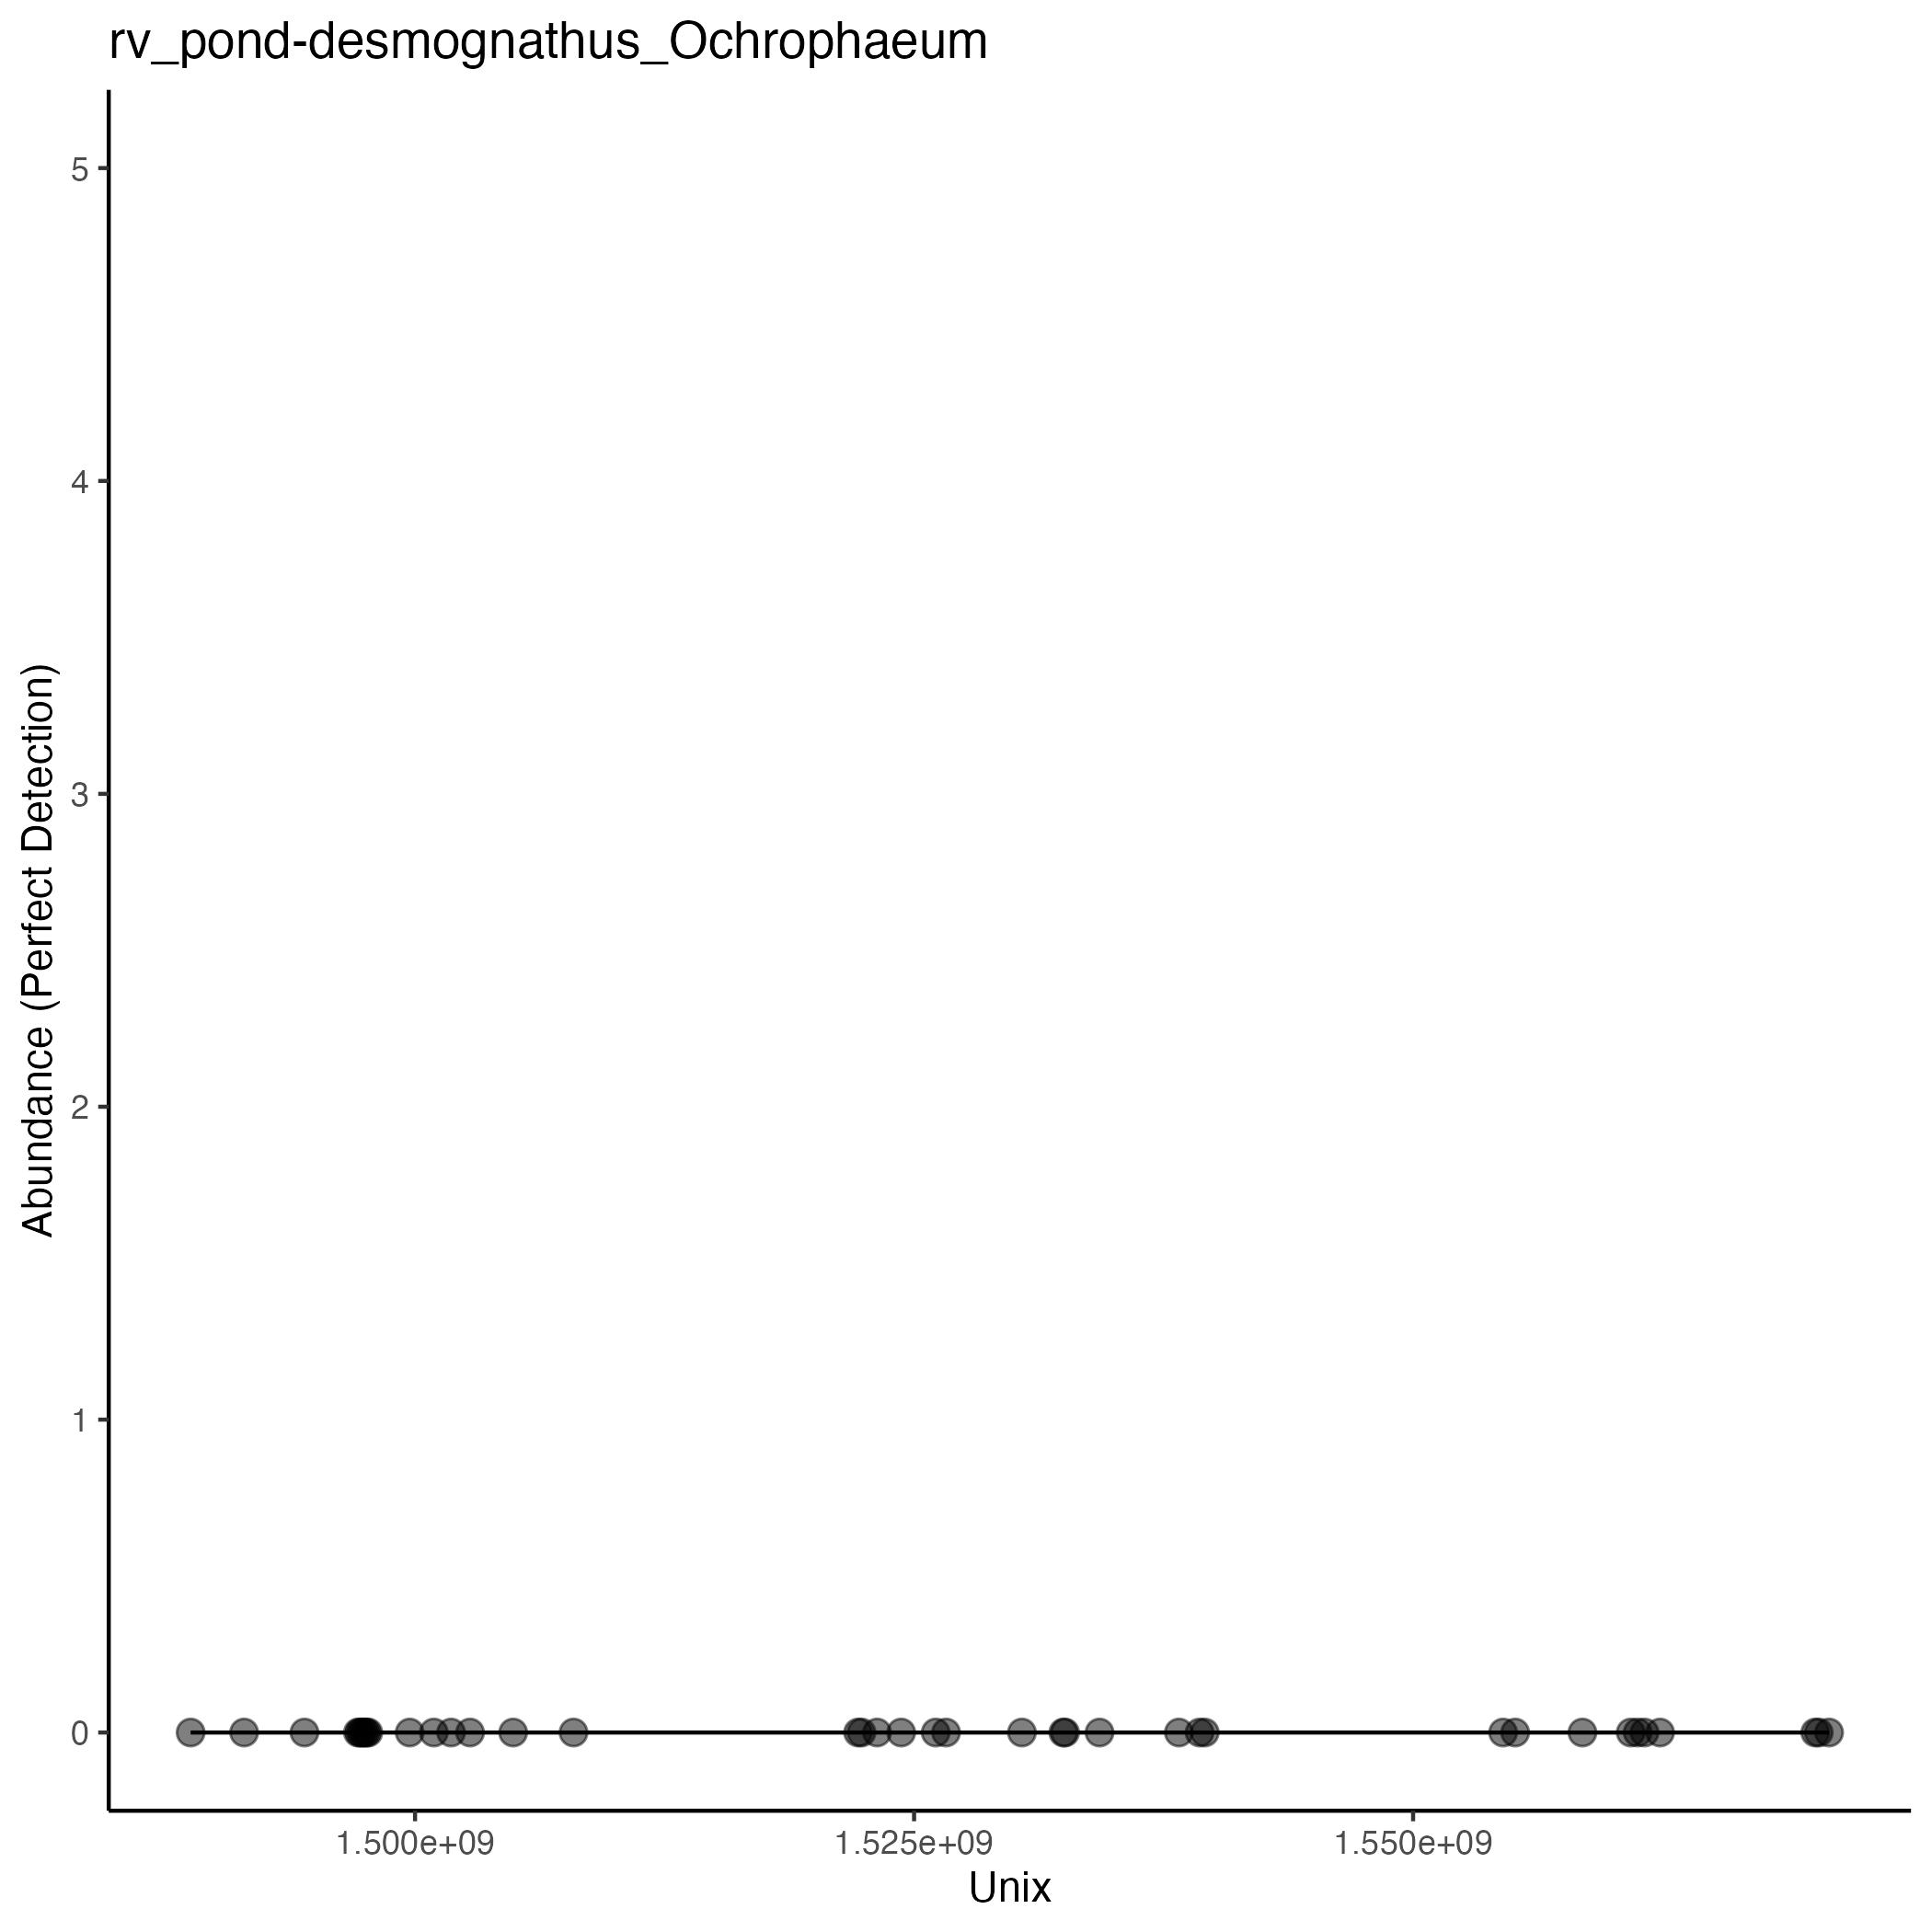 rv_pond-desmognathus_Ochrophaeum
Abundance (Perfect Detection)
5
4
3
2
1
0
1.500e+09
1.525e+09
1.550e+09
Unix